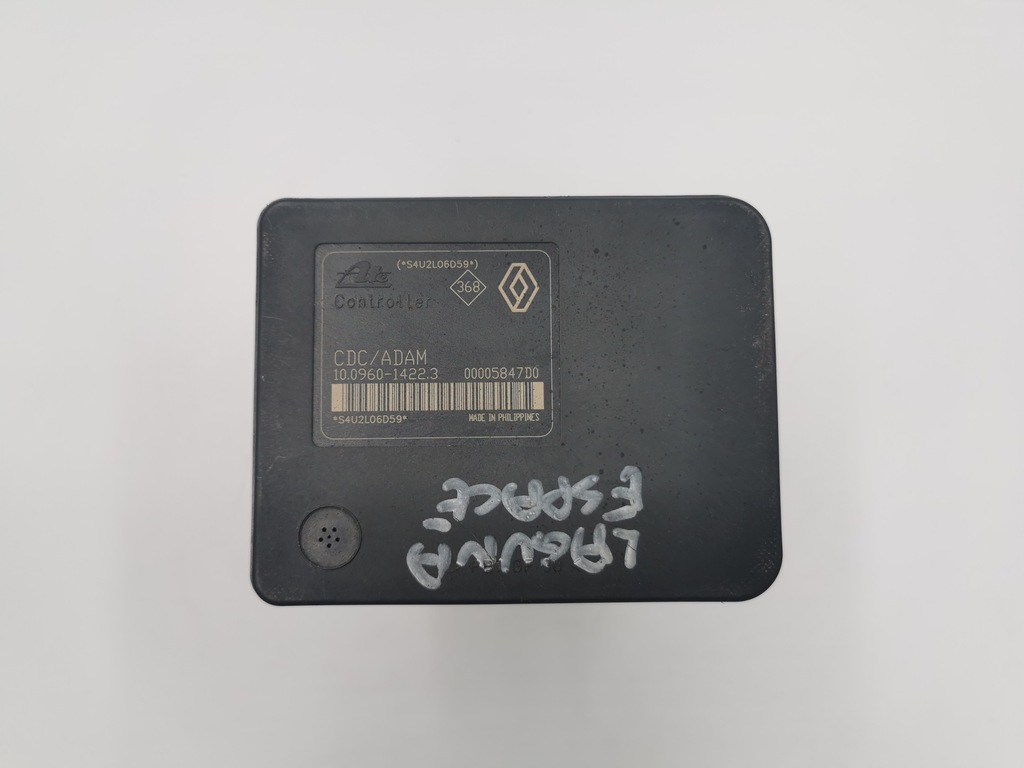 Ate (*S4U2L06D59*)
Controller 368
CDC/ADAM
10.0960-1422.3 00005847D0
*S4U2L06D59* MADE IN PHILIPPINES
LAGUNA -
ESPACE